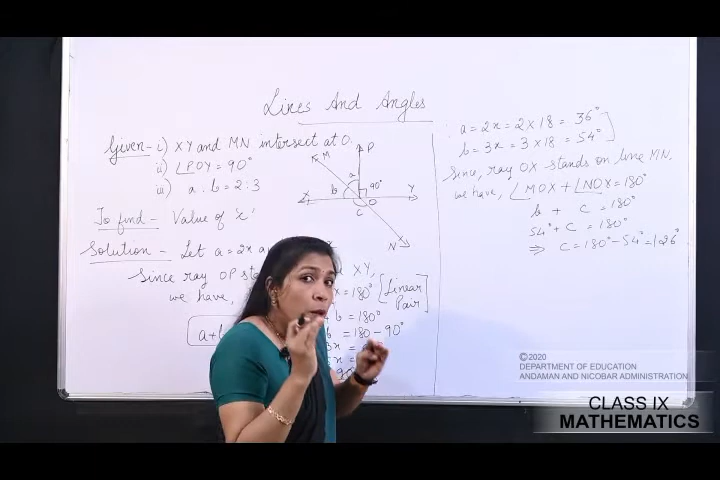 Lines And Angles
Given - i) XY and MN intersect at O.
ii) ∠POY = 90°
iii) a : b = 2 : 3
To find - Value of 'x'
Solution - Let a = 2x
Since ray OP XY,
we have, = 180° [Linear Pair]
a+b
b = 180°
= 180 - 90°
M
P
a
b
90°
X
Y
C
O
N
a = 2x = 2 × 18 = 36°
b = 3x = 3 × 18 = 54°
Since, ray OX stands on line MN.
we have, ∠MOX + ∠NOX = 180°
b + c = 180°
54° + c = 180°
⇒ c = 180° - 54° = 126°
©2020
DEPARTMENT OF EDUCATION
ANDAMAN AND NICOBAR ADMINISTRATION
CLASS IX
MATHEMATICS